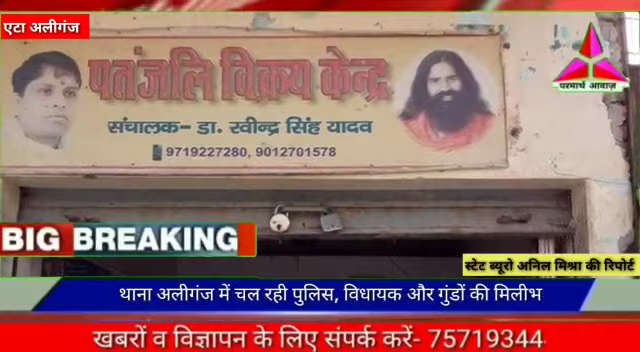 एटा अलीगंज
परमार्थ आवाज़
पतंजलि विक्रय केन्द्र
संचालक- डा. रवीन्द्र सिंह यादव
9719227280, 9012701578
BIG BREAKING
स्टेट ब्यूरो अनिल मिश्रा की रिपोर्ट
थाना अलीगंज में चल रही पुलिस, विधायक और गुंडों की मिलीभ
खबरों व विज्ञापन के लिए संपर्क करें- 75719344